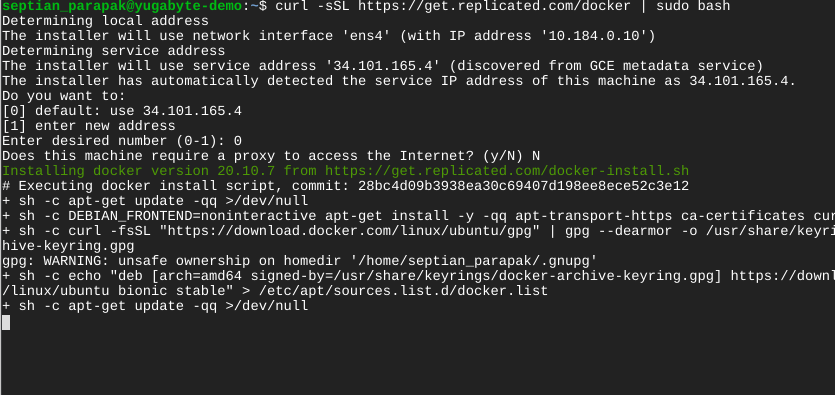 septian_parapak@yugabyte-demo:~$ curl -sSL https://get.replicated.com/docker | sudo bash
Determining local address
The installer will use network interface 'ens4' (with IP address '10.184.0.10')
Determining service address
The installer will use service address '34.101.165.4' (discovered from GCE metadata service)
The installer has automatically detected the service IP address of this machine as 34.101.165.4.
Do you want to:
[0] default: use 34.101.165.4
[1] enter new address
Enter desired number (0-1): 0
Does this machine require a proxy to access the Internet? (y/N) N
Installing docker version 20.10.7 from https://get.replicated.com/docker-install.sh
# Executing docker install script, commit: 28bc4d09b3938ea30c69407d198ee8ece52c3e12
+ sh -c apt-get update -qq >/dev/null
+ sh -c DEBIAN_FRONTEND=noninteractive apt-get install -y -qq apt-transport-https ca-certificates cur
+ sh -c curl -fsSL "https://download.docker.com/linux/ubuntu/gpg" | gpg --dearmor -o /usr/share/keyri
hive-keyring.gpg
gpg: WARNING: unsafe ownership on homedir '/home/septian_parapak/.gnupg'
+ sh -c echo "deb [arch=amd64 signed-by=/usr/share/keyrings/docker-archive-keyring.gpg] https://downl
/linux/ubuntu bionic stable" > /etc/apt/sources.list.d/docker.list
+ sh -c apt-get update -qq >/dev/null